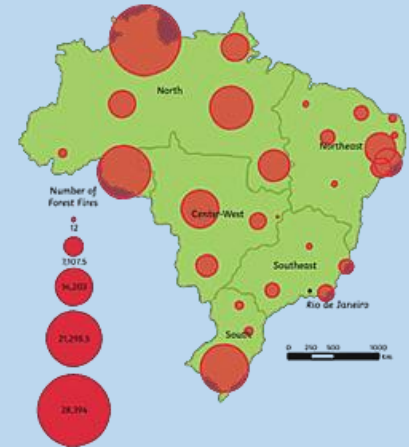 North
Northeast
Center-West
Southeast
Rio de Janeiro
South
Number of
Forest Fires
12
7,107.5
14,203
21,298.5
28,394
0 250 500 1000
km